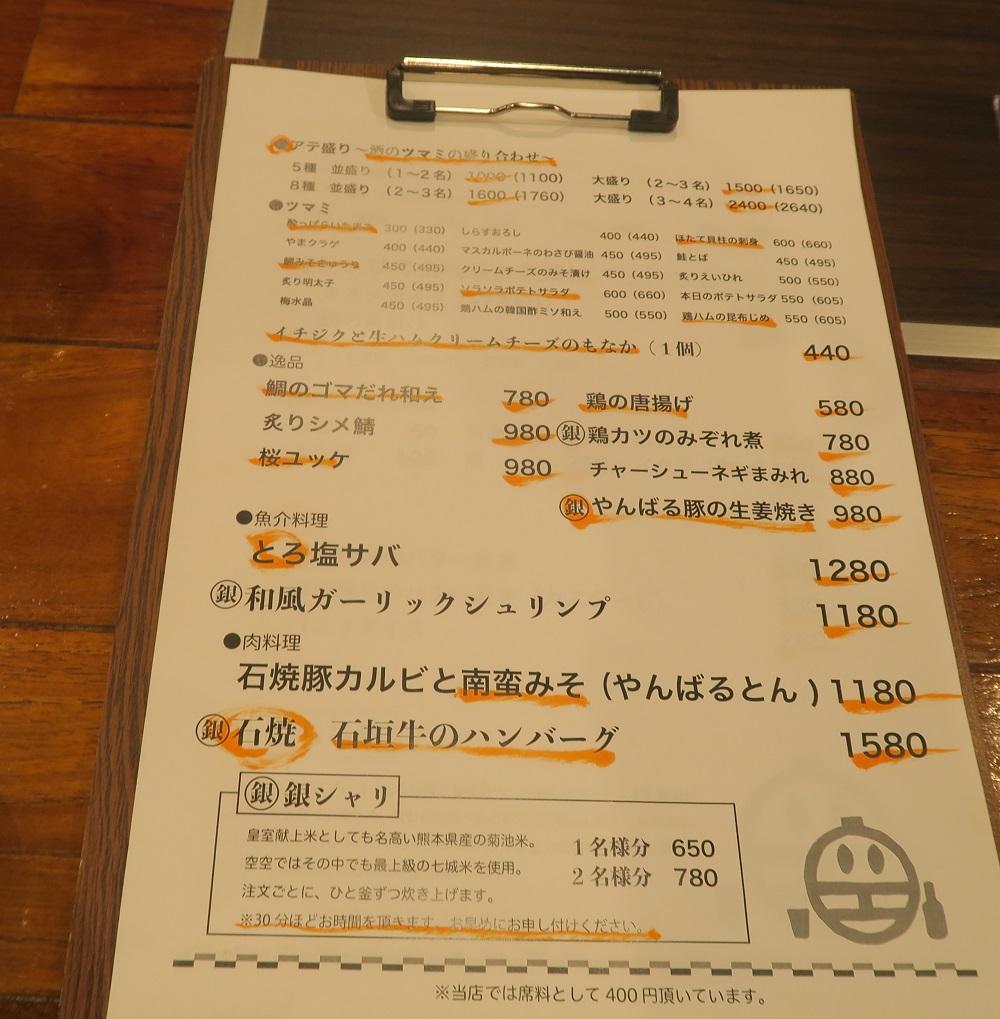 ●アテ盛り～酒のツマミの盛り合わせ～
5種 並盛り （1～2名） 1000（1100） 大盛り （2～3名） 1500（1650）
8種 並盛り （2～3名） 1600（1760） 大盛り （3～4名） 2400（2640）
●ツマミ
300（330） しらすおろし 400（440） ほたて貝柱の刺身 600（660）
やまクラゲ 400（440） マスカルポーネのわさび醤油 450（495） 鮭とば 450（495）
450（495） クリームチーズのみそ漬け 450（495） 炙りえいひれ 500（550）
炙り明太子 450（495） ソラソラポテトサラダ 600（660） 本日のポテトサラダ 550（605）
梅水晶 450（495） 鶏ハムの韓国酢ミソ和え 500（550） 鶏ハムの昆布じめ 550（605）
イチジクと生ハムクリームチーズのもなか（1個） 440
●逸品
鯛のゴマだれ和え 780 鶏の唐揚げ 580
炙りシメ鯖 980 ㊎鶏カツのみぞれ煮 780
桜ユッケ 980 チャーシューネギまみれ 880
銀やんばる豚の生姜焼き 980
●魚介料理
とろ塩サバ 1280
銀和風ガーリックシュリンプ 1180
●肉料理
石焼豚カルビと南蛮みそ（やんばるとん）1180
銀石焼 石垣牛のハンバーグ 1580
銀銀シャリ
皇室献上米としても名高い熊本県産の菊池米。
空空ではその中でも最上級の七城米を使用。
注文ごとに、ひと釜ずつ炊き上げます。
※30分ほどお時間を頂きます。お早めにお申し付けください。
1名様分 650
2名様分 780
※当店では席料として400円頂いています。